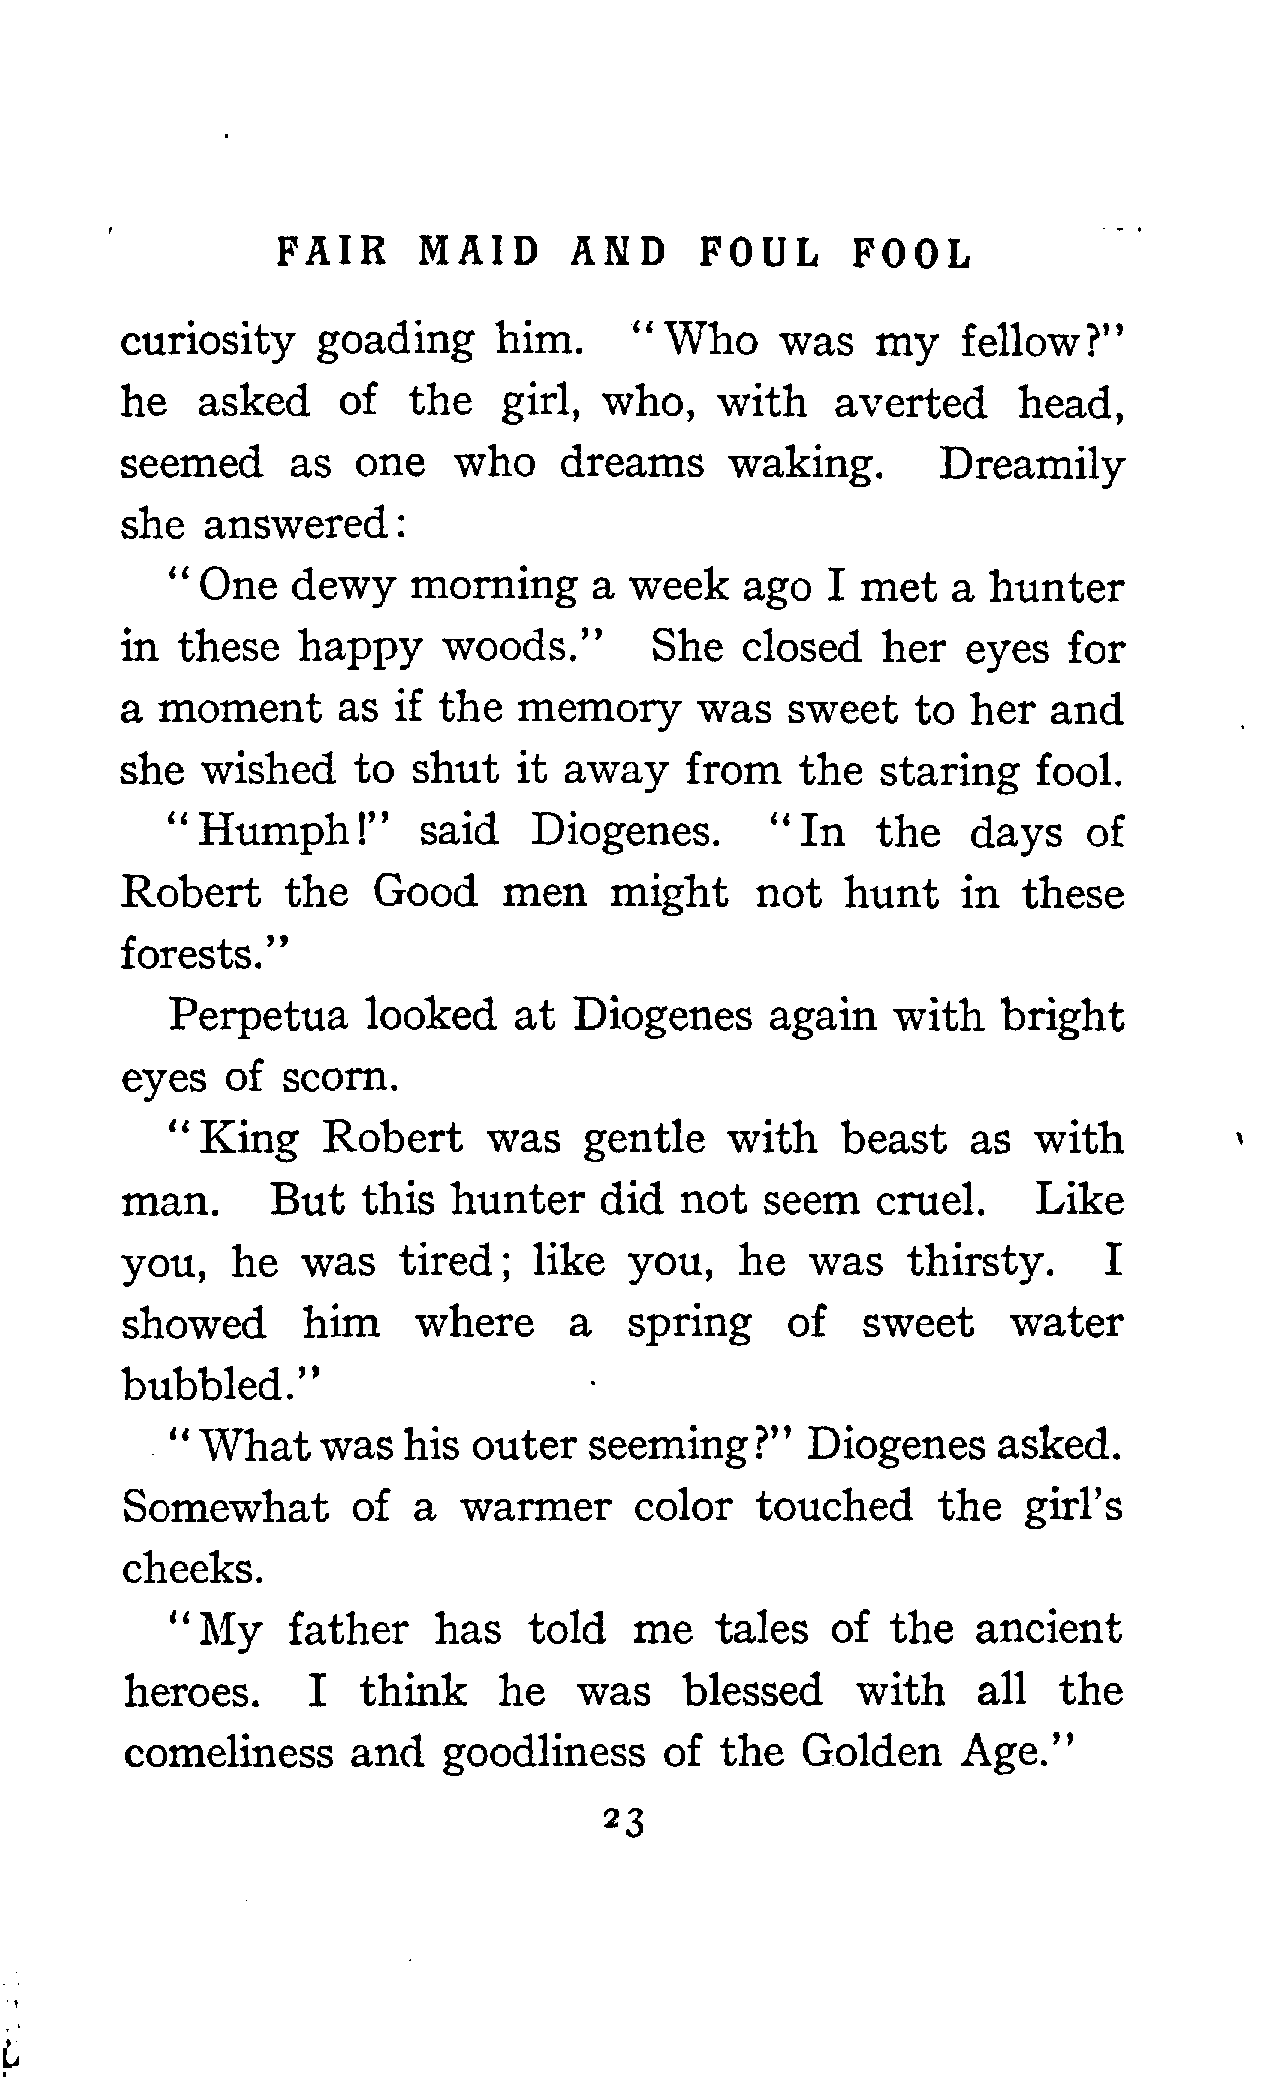 FAIR MAID AND FOUL FOOL
curiosity goading him. "Who was my fellow?"
he asked of the girl, who, with averted head,
seemed as one who dreams waking. Dreamily
she answered:
"One dewy morning a week ago I met a hunter
in these happy woods." She closed her eyes for
a moment as if the memory was sweet to her and
she wished to shut it away from the staring fool.
"Humph!" said Diogenes. "In the days of
Robert the Good men might not hunt in these
forests."
Perpetua looked at Diogenes again with bright
eyes of scorn.
"King Robert was gentle with beast as with
man. But this hunter did not seem cruel. Like
you, he was tired; like you, he was thirsty. I
showed him where a spring of sweet water
bubbled."
"What was his outer seeming?" Diogenes asked.
Somewhat of a warmer color touched the girl's
cheeks.
"My father has told me tales of the ancient
heroes. I think he was blessed with all the
comeliness and goodliness of the Golden Age."
23